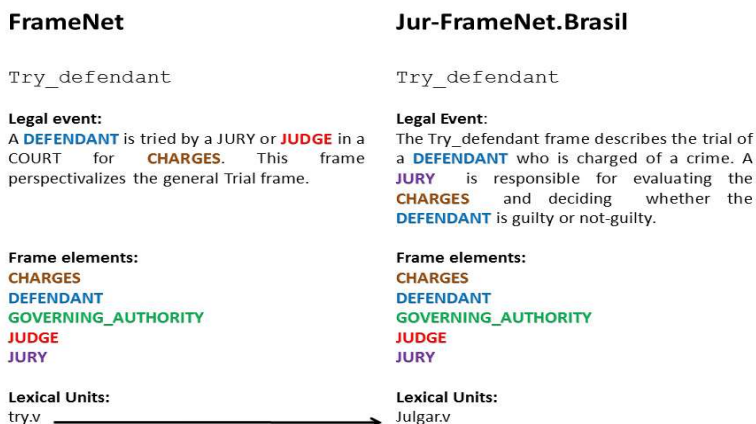 FrameNet
Try_defendant
Legal event:
A DEFENDANT is tried by a JURY or JUDGE in a
COURT for CHARGES. This frame
perspectivalizes the general Trial frame.
Frame elements:
CHARGES
DEFENDANT
GOVERNING_AUTHORITY
JUDGE
JURY
Lexical Units:
try.v
Jur-FrameNet.Brasil
Try_defendant
Legal Event:
The Try_defendant frame describes the trial of
a DEFENDANT who is charged of a crime. A
JURY is responsible for evaluating the
CHARGES and deciding whether the
DEFENDANT is guilty or not-guilty.
Frame elements:
CHARGES
DEFENDANT
GOVERNING_AUTHORITY
JUDGE
JURY
Lexical Units:
Julgar.v